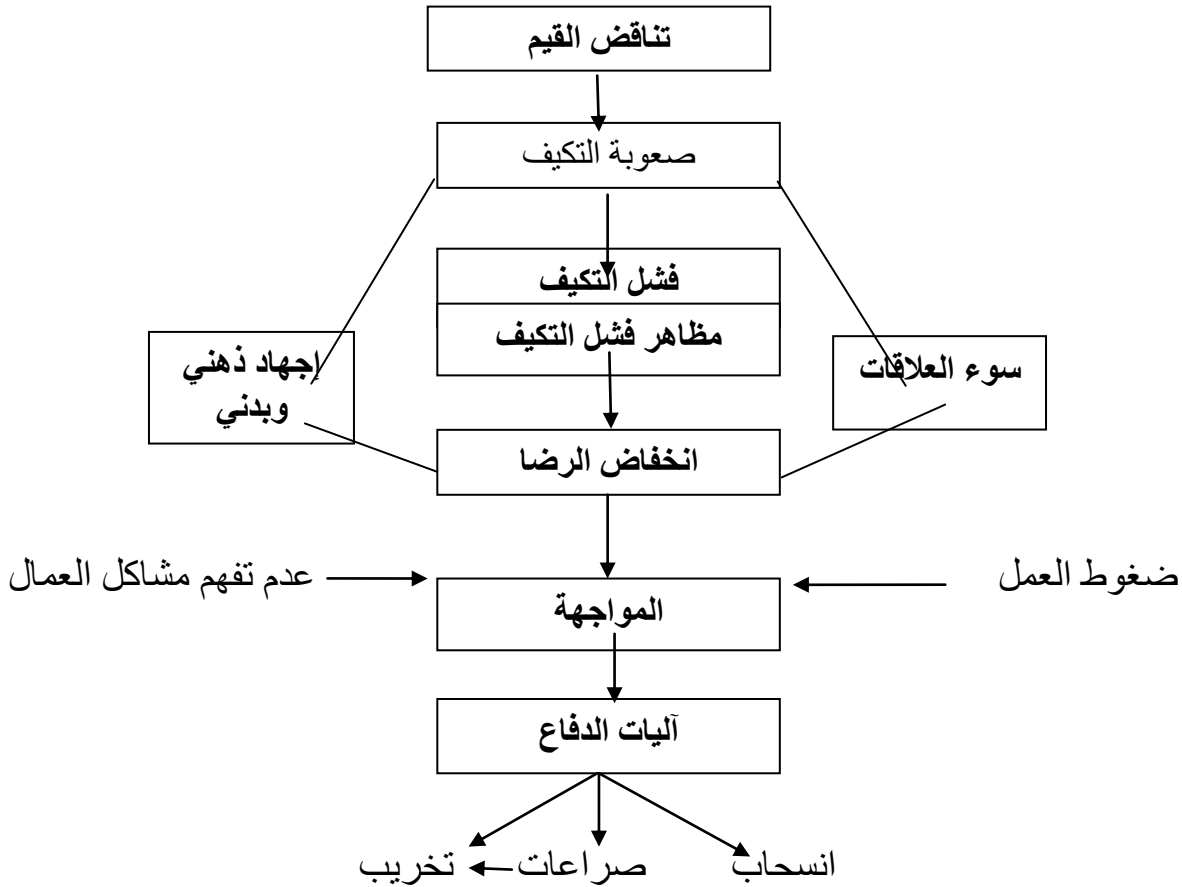 تناقض القيم
صعوبة التكيف
فشل التكيف
مظاهر فشل التكيف
سوء العلاقات
إجهاد ذهني
وبدني
انخفاض الرضا
ضغوط العمل
عدم تفهم مشاكل العمال
المواجهة
آليات الدفاع
انسحاب
صراعات
تخريب